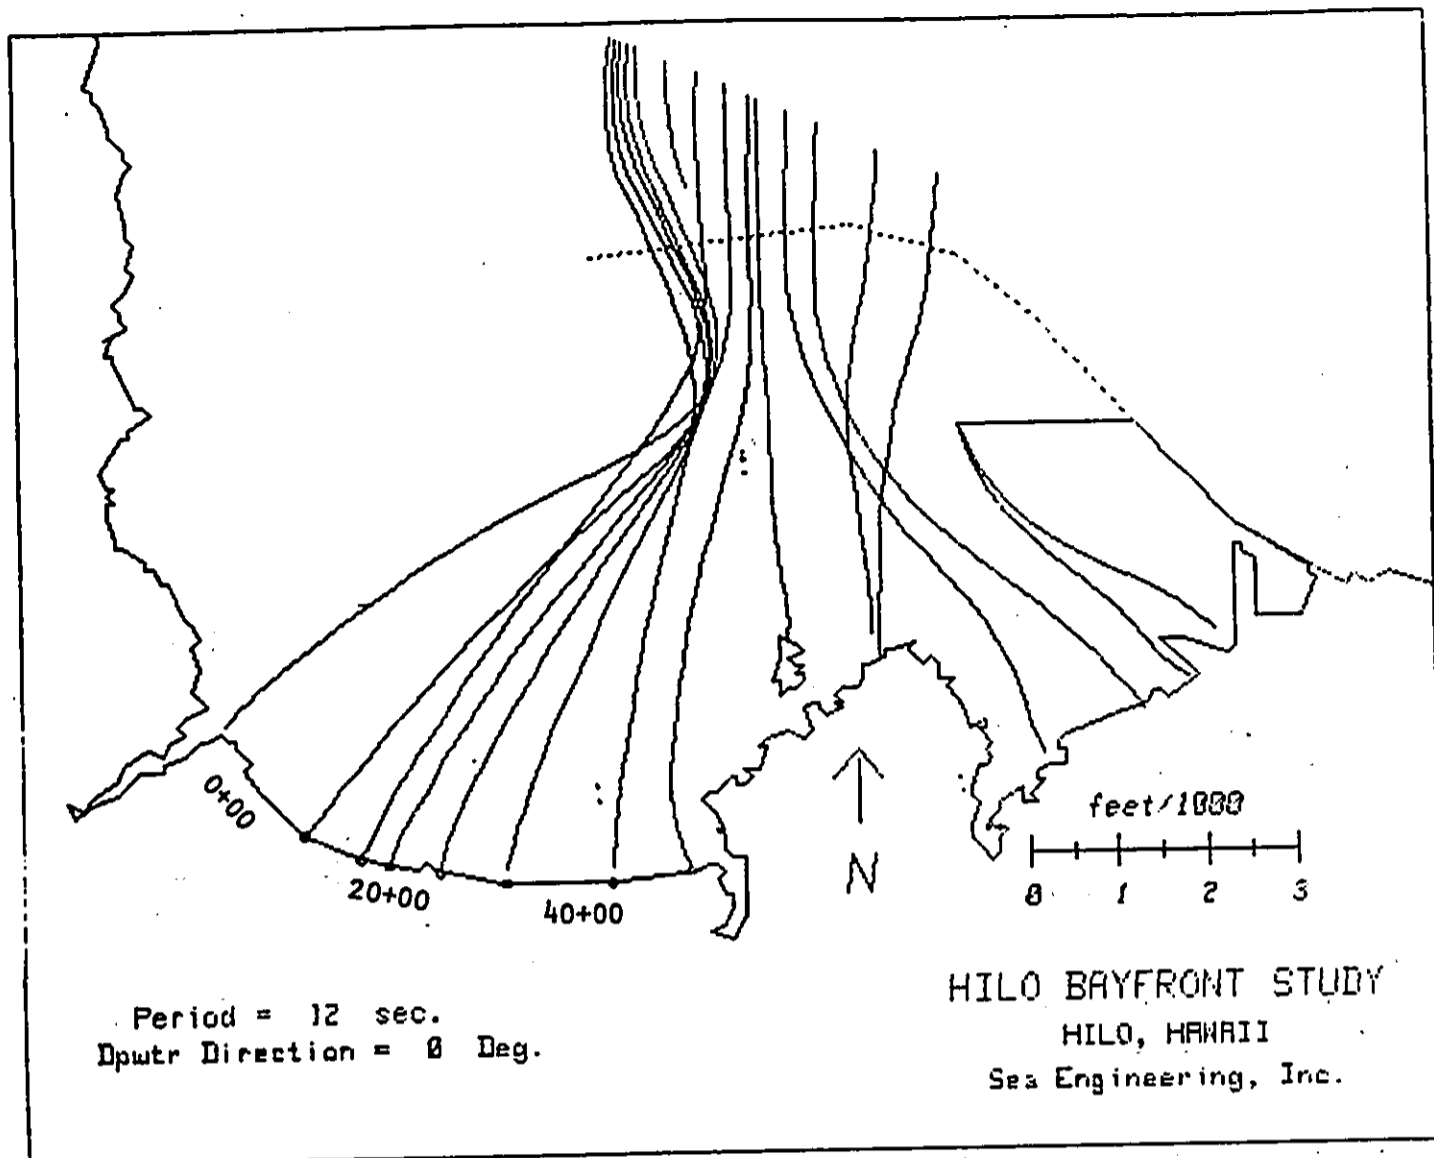 0+00
20+00
40+00
N
feet/1000
0 1 2 3
Period = 12 sec.
Dpwtr Direction = 0 Deg.
HILO BAYFRONT STUDY
HILO, HAWAII
Sea Engineering, Inc.